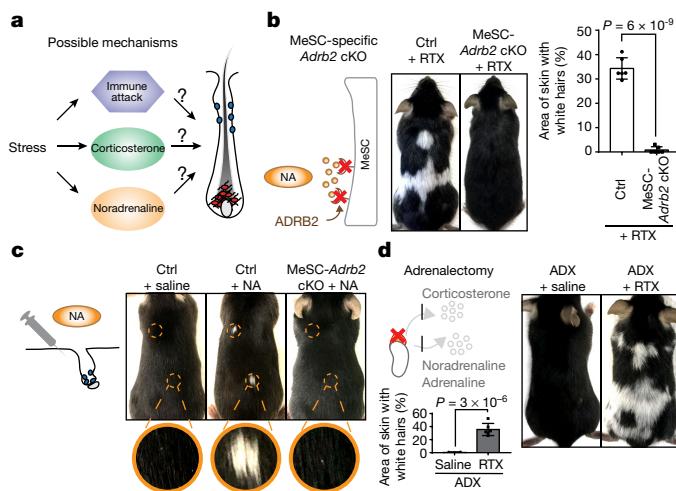 a
Possible mechanisms
Immune
attack
?
Stress
Corticosterone
?
Noradrenaline
?
b
MeSC-specific
Adrb2 cKO
NA
MeSC
ADRB2
Ctrl
+ RTX
MeSC-
Adrb2 cKO
+ RTX
Area of skin with
white hairs (%)
P = 6 × 10-9
50
40
30
20
10
0
Ctrl
MeSC-
Adrb2 cKO
+ RTX
c
NA
Ctrl
+ saline
Ctrl
+ NA
MeSC-Adrb2
cKO + NA
d
Adrenalectomy
Corticosterone
Noradrenaline
Adrenaline
P = 3 × 10−6
Area of skin with
white hairs (%)
60
40
20
0
Saline
RTX
ADX
ADX
+ saline
ADX
+ RTX